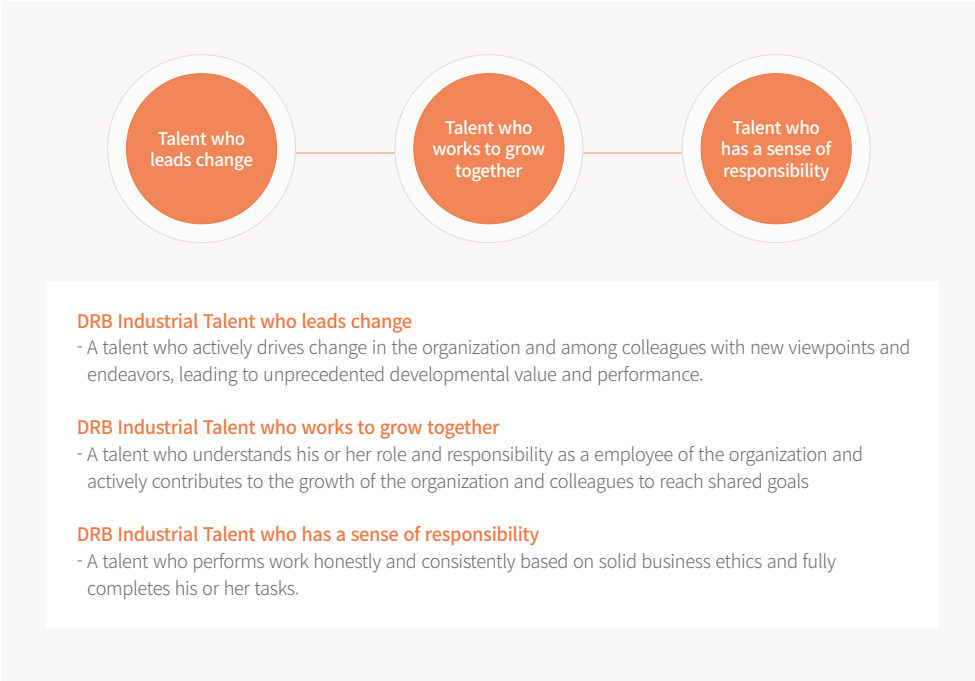 Talent who
leads change
Talent who
works to grow
together
Talent who
has a sense of
responsibility
DRB Industrial Talent who leads change
- A talent who actively drives change in the organization and among colleagues with new viewpoints and
endeavors, leading to unprecedented developmental value and performance.
DRB Industrial Talent who works to grow together
- A talent who understands his or her role and responsibility as a employee of the organization and
actively contributes to the growth of the organization and colleagues to reach shared goals
DRB Industrial Talent who has a sense of responsibility
- A talent who performs work honestly and consistently based on solid business ethics and fully
completes his or her tasks.